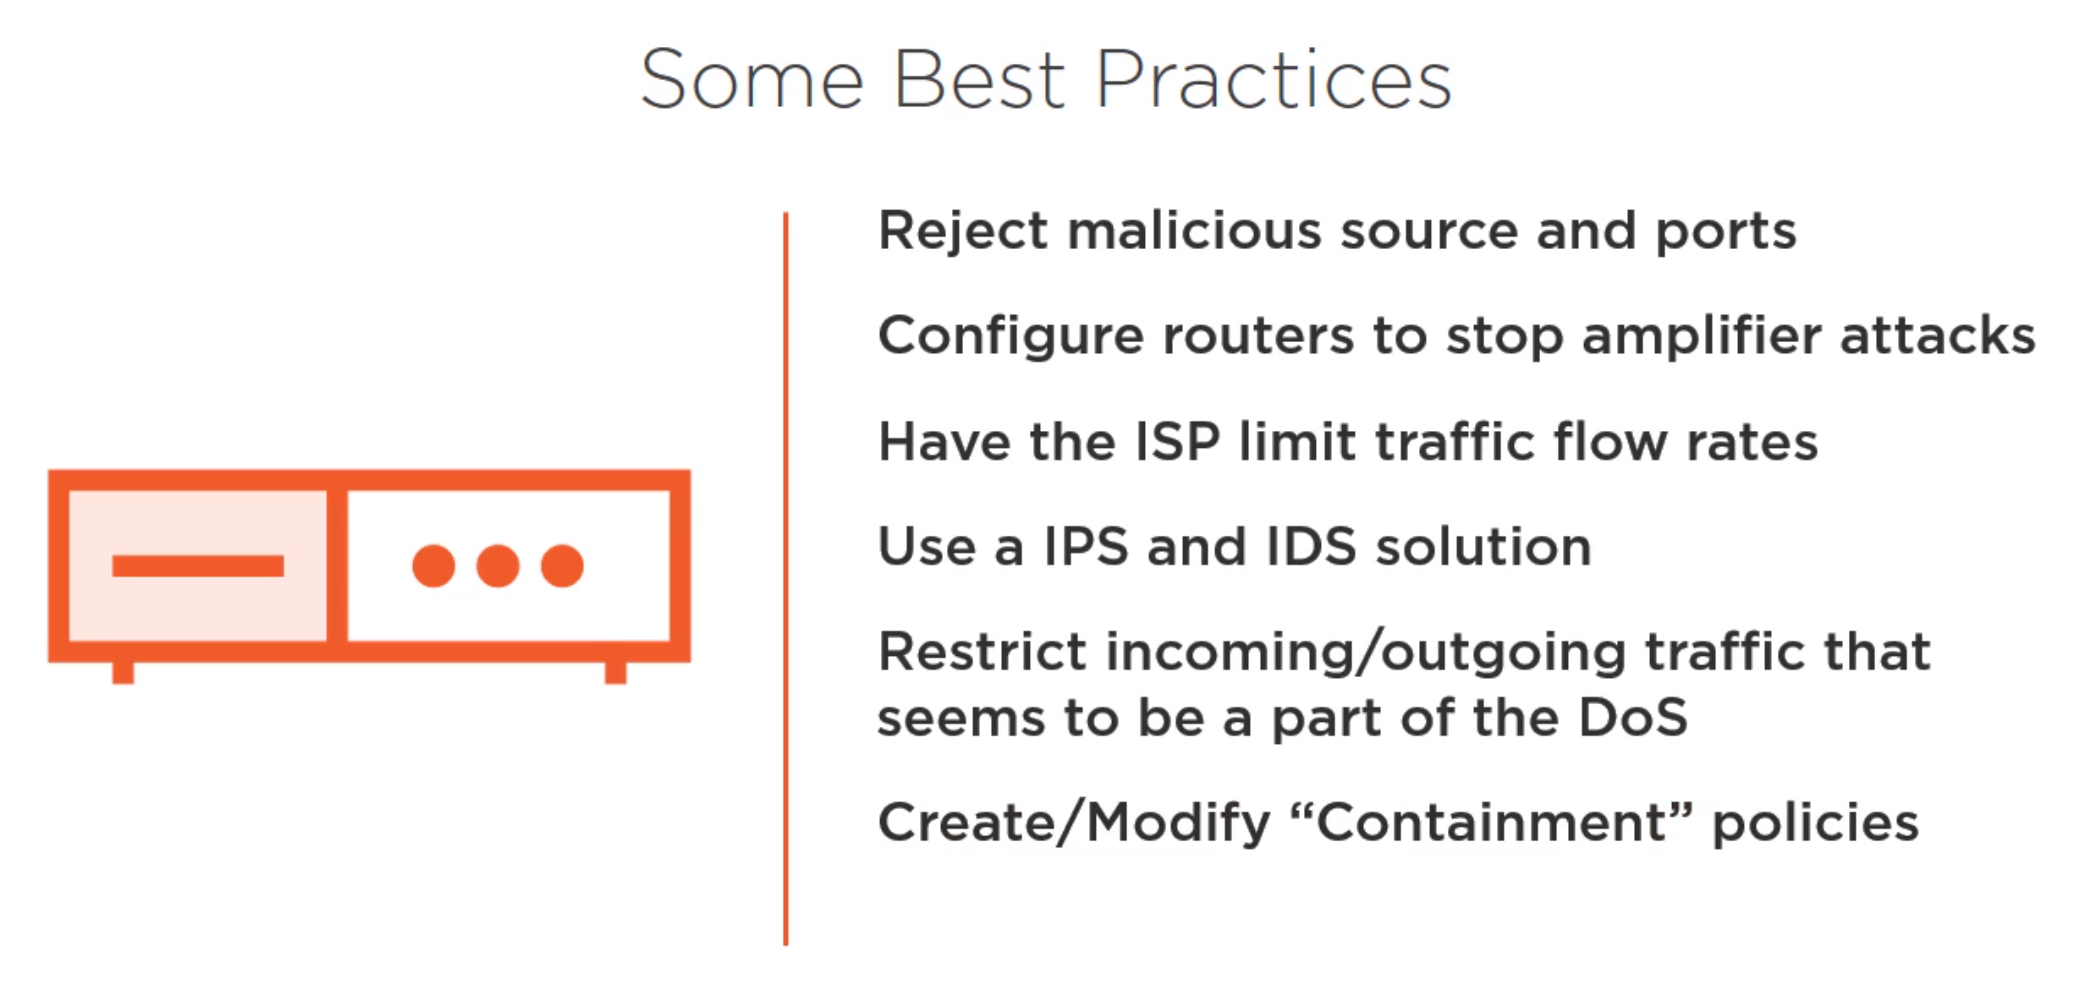 Some Best Practices
Reject malicious source and ports
Configure routers to stop amplifier attacks
Have the ISP limit traffic flow rates
Use a IPS and IDS solution
Restrict incoming/outgoing traffic that
seems to be a part of the DoS
Create/Modify “Containment” policies